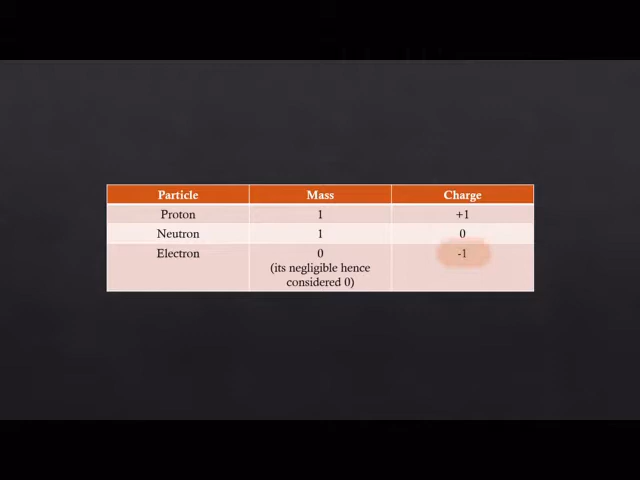 Particle Mass Charge
Proton 1 +1
Neutron 1 0
Electron 0 -1
(its negligible hence
considered 0)